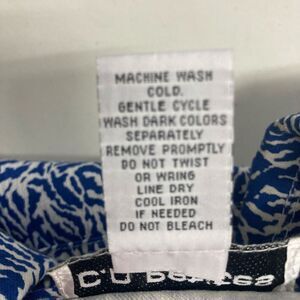 MACHINE WASH
COLD.
GENTLE CYCLE
WASH DARK COLORS
SEPARATELY
REMOVE PROMPTLY
DO NOT TWIST
OR WRING
LINE DRY
COOL IRON
IF NEEDED
DO NOT BLEACH